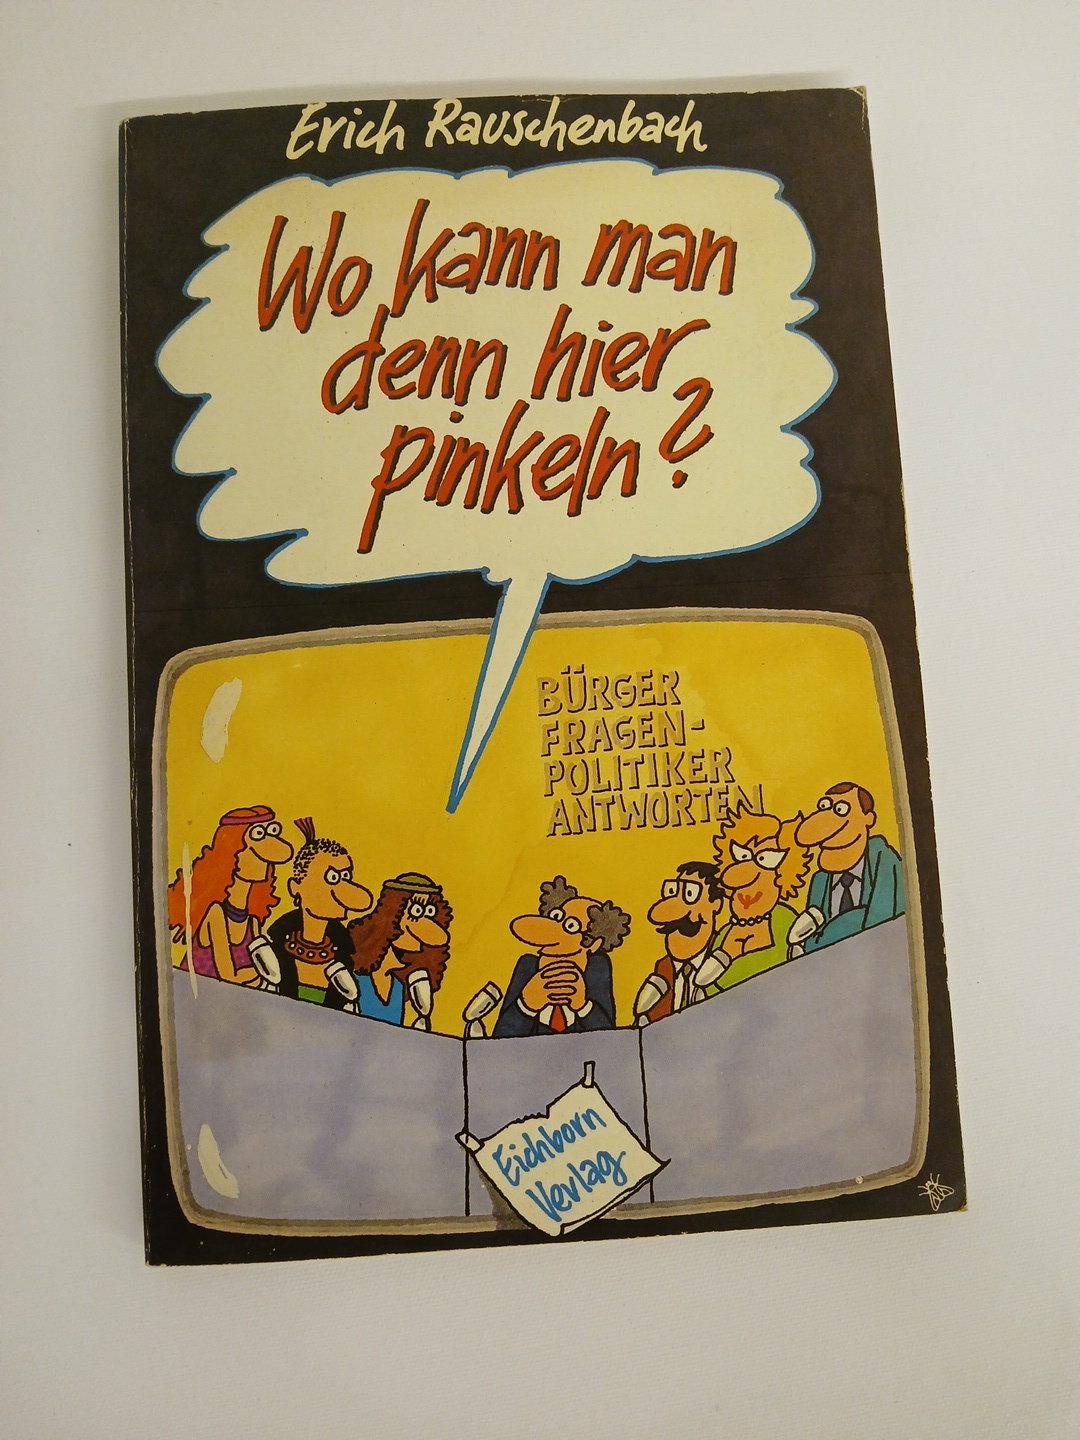 Erich Rauschenbach
Wo kann man
denn hier
pinkeln?
BÜRGER
FRAGEN-
POLITIKER
ANTWORTEN
Eichborn
Verlag